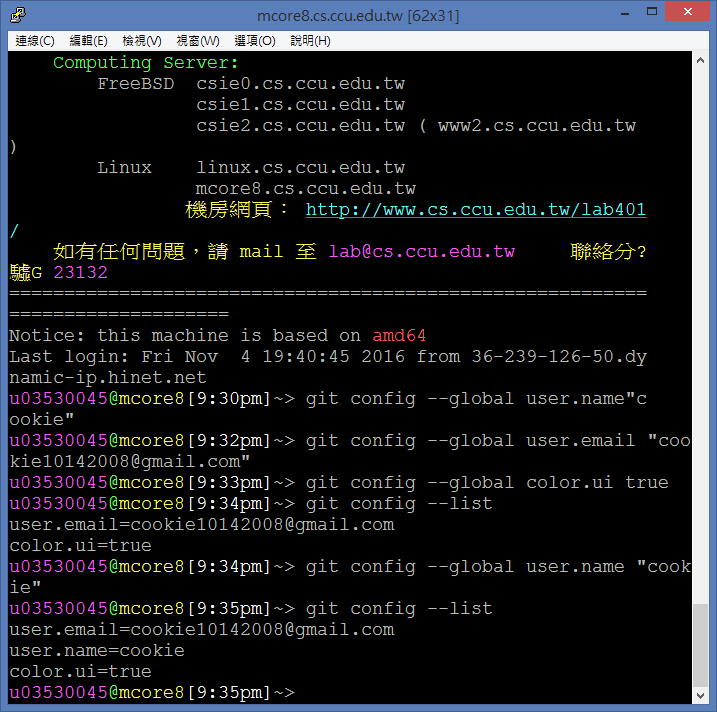 mcore8.cs.ccu.edu.tw [62x31]
連線(C) 編輯(E) 檢視(V) 視窗(W) 選項(O) 說明(H)
Computing Server:
FreeBSD csie0.cs.ccu.edu.tw
csie1.cs.ccu.edu.tw
csie2.cs.ccu.edu.tw ( www2.cs.ccu.edu.tw
)
Linux linux.cs.ccu.edu.tw
mcore8.cs.ccu.edu.tw
機房網頁： http://www.cs.ccu.edu.tw/lab401
/
如有任何問題，請 mail 至 lab@cs.ccu.edu.tw 聯絡分?
驢G 23132
==========================================================
====================
Notice: this machine is based on amd64
Last login: Fri Nov  4 19:40:45 2016 from 36-239-126-50.dy
namic-ip.hinet.net
u03530045@mcore8[9:30pm]~> git config --global user.name"c
ookie"
u03530045@mcore8[9:32pm]~> git config --global user.email "coo
kie10142008@gmail.com"
u03530045@mcore8[9:33pm]~> git config --global color.ui true
u03530045@mcore8[9:34pm]~> git config --list
user.email=cookie10142008@gmail.com
color.ui=true
u03530045@mcore8[9:34pm]~> git config --global user.name "cook
ie"
u03530045@mcore8[9:35pm]~> git config --list
user.email=cookie10142008@gmail.com
user.name=cookie
color.ui=true
u03530045@mcore8[9:35pm]~>